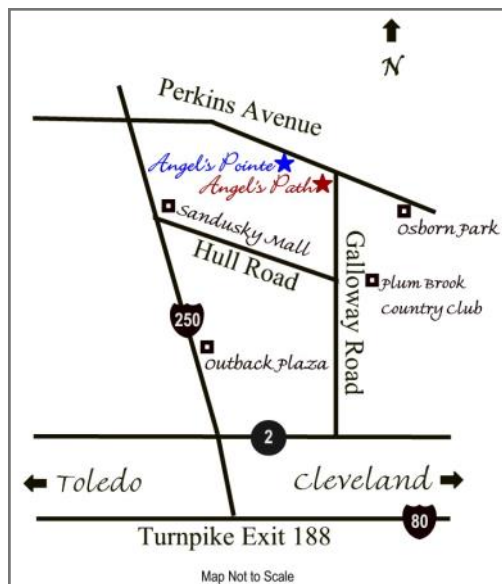 N
Perkins Avenue
Angel's Pointe
Angel's Path
Sandusky Mall
Osborn Park
Hull Road
Galloway Road
Plum Brook
Country Club
250
Outback Plaza
2
Toledo
Cleveland
80
Turnpike Exit 188
Map Not to Scale